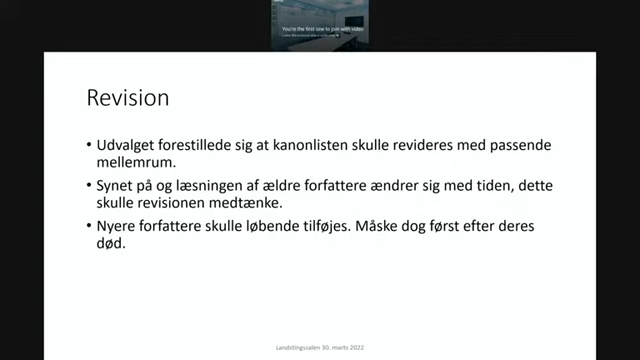 You're the first one to join with video
Revision
• Udvalget forestillede sig at kanonlisten skulle revideres med passende
mellemrum.
• Synet på og læsningen af ældre forfattere ændrer sig med tiden, dette
skulle revisionen medtænke.
• Nyere forfattere skulle løbende tilføjes. Måske dog først efter deres
død.
Landstingssalen 30. marts 2022